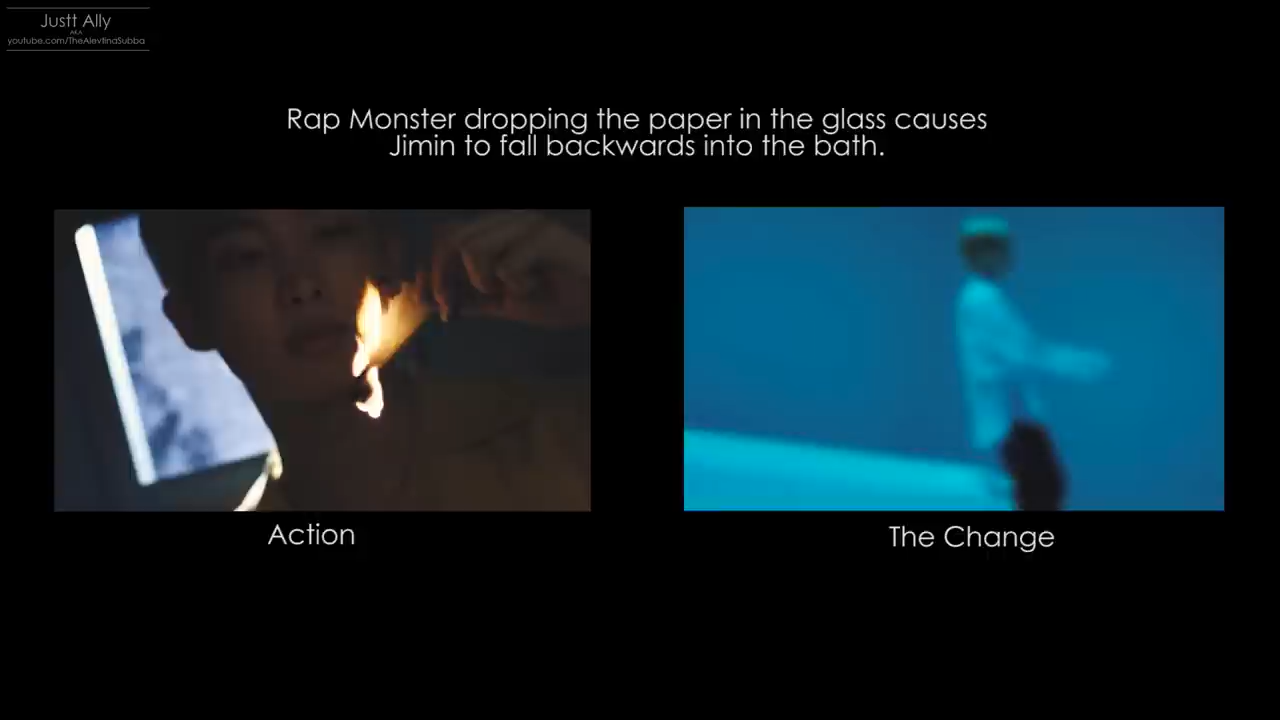 Justt Ally
AKA
youtube.com/TheAlevtinaSubba
Rap Monster dropping the paper in the glass causes
Jimin to fall backwards into the bath.
Action
The Change